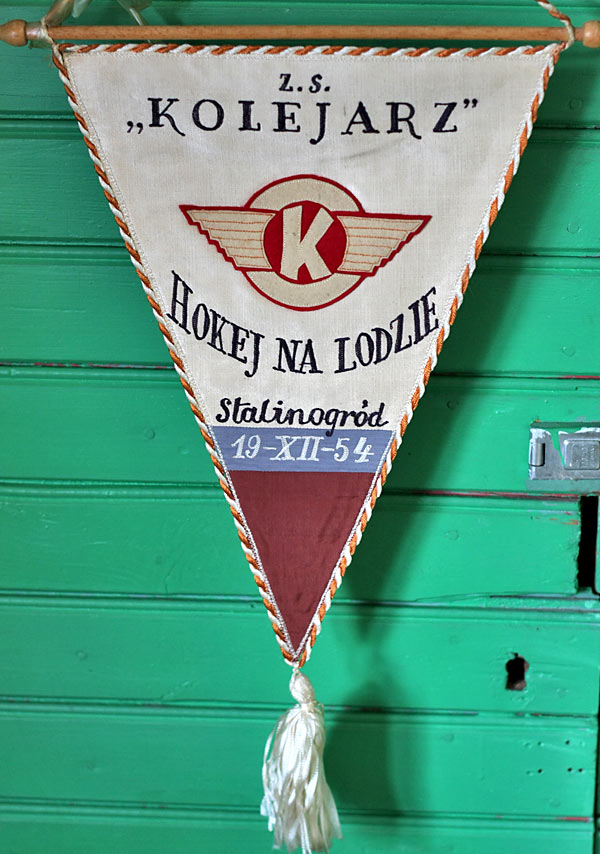 Z.S.
„KOLEJARZ”
K
HOKEJ NA LODZIE
Stalinogród
19-XII-54